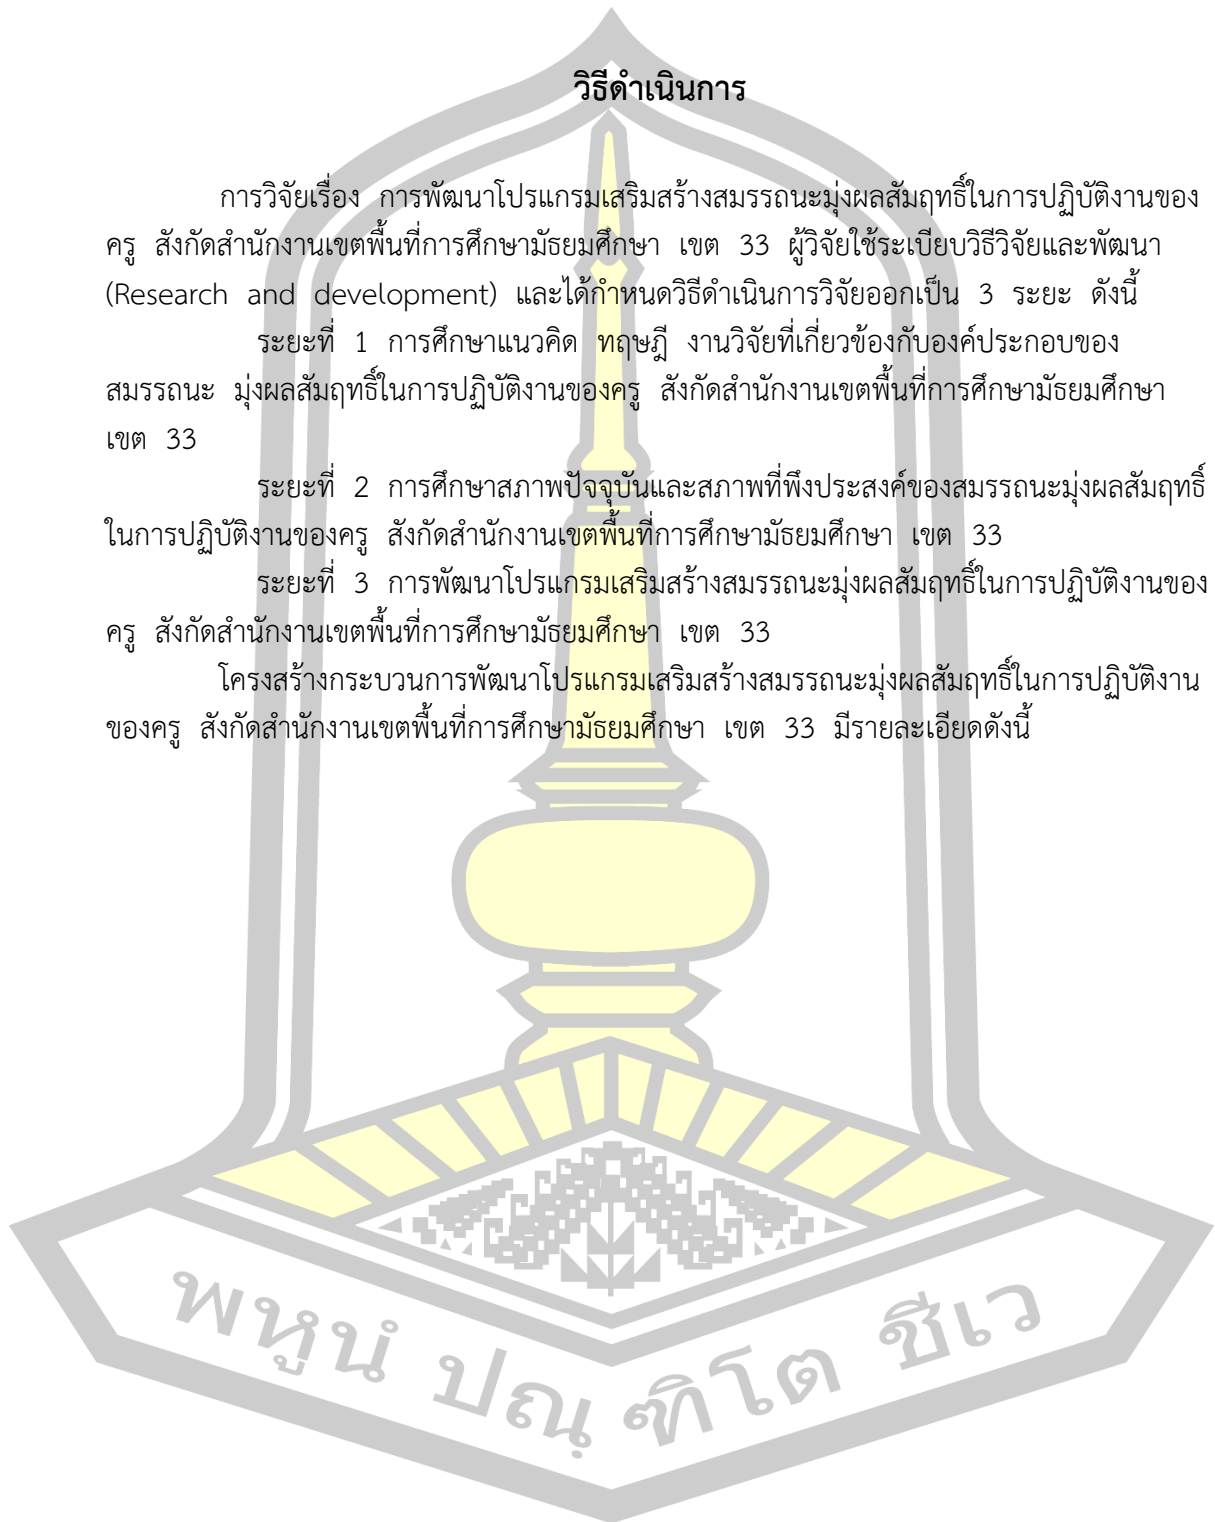 วิธีดำเนินการ
การวิจัยเรื่อง การพัฒนาโปรแกรมเสริมสร้างสมรรถนะมุ่งผลสัมฤทธิ์ในการปฏิบัติงานของ
ครู สังกัดสำนักงานเขตพื้นที่การศึกษามัธยมศึกษา เขต 33 ผู้วิจัยใช้ระเบียบวิธีวิจัยและพัฒนา
(Research and development) และได้กำหนดวิธีดำเนินการวิจัยออกเป็น 3 ระยะ ดังนี้
ระยะที่ 1 การศึกษาแนวคิด ทฤษฎี งานวิจัยที่เกี่ยวข้องกับองค์ประกอบของ
สมรรถนะ มุ่งผลสัมฤทธิ์ในการปฏิบัติงานของครู สังกัดสำนักงานเขตพื้นที่การศึกษามัธยมศึกษา
เขต 33
ระยะที่ 2 การศึกษาสภาพปัจจุบันและสภาพที่พึงประสงค์ของสมรรถนะมุ่งผลสัมฤทธิ์
ในการปฏิบัติงานของครู สังกัดสำนักงานเขตพื้นที่การศึกษามัธยมศึกษา เขต 33
ระยะที่ 3 การพัฒนาโปรแกรมเสริมสร้างสมรรถนะมุ่งผลสัมฤทธิ์ในการปฏิบัติงานของ
ครู สังกัดสำนักงานเขตพื้นที่การศึกษามัธยมศึกษา เขต 33
โครงสร้างกระบวนการพัฒนาโปรแกรมเสริมสร้างสมรรถนะมุ่งผลสัมฤทธิ์ในการปฏิบัติงาน
ของครู สังกัดสำนักงานเขตพื้นที่การศึกษามัธยมศึกษา เขต 33 มีรายละเอียดดังนี้
พหูนํ ปณฺ ฑิโต ชีเว